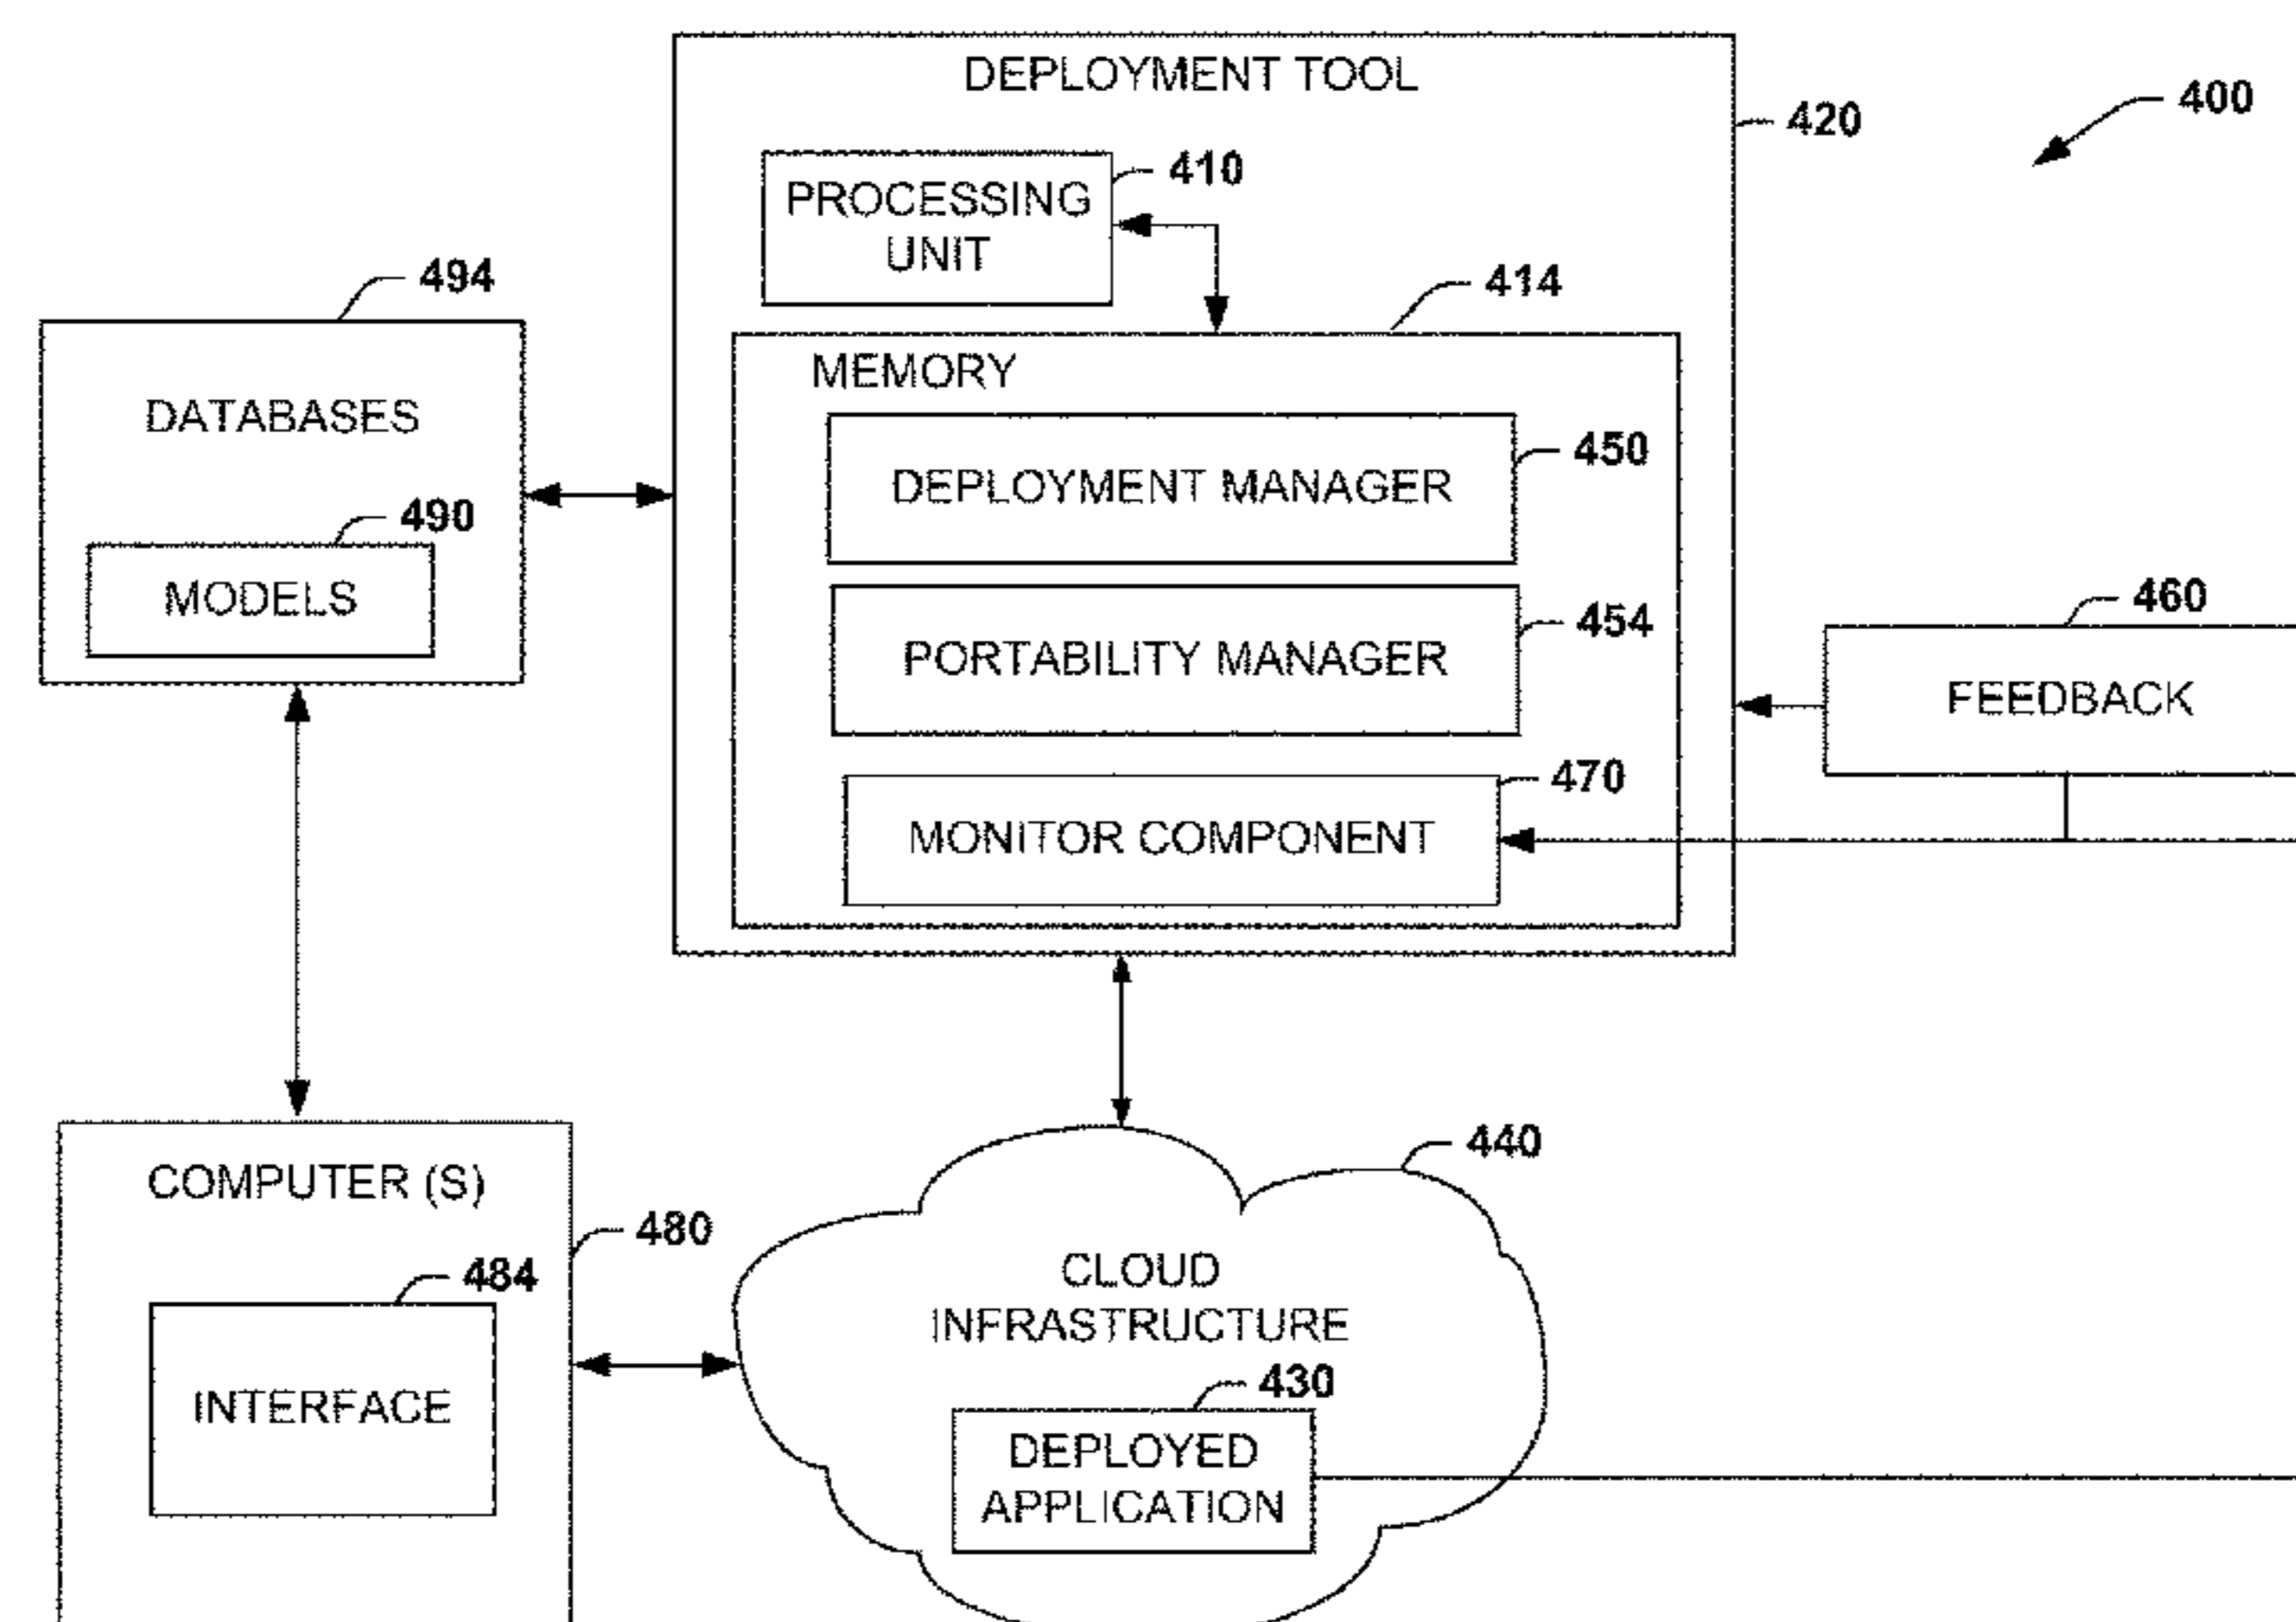 DEPLOYMENT TOOL
400
420
410
PROCESSING
UNIT
494
414
MEMORY
DATABASES
450
DEPLOYMENT MANAGER
490
MODELS
454
PORTABILITY MANAGER
460
FEEDBACK
470
MONITOR COMPONENT
440
COMPUTER (S)
480
484
CLOUD
INFRASTRUCTURE
430
INTERFACE
DEPLOYED
APPLICATION